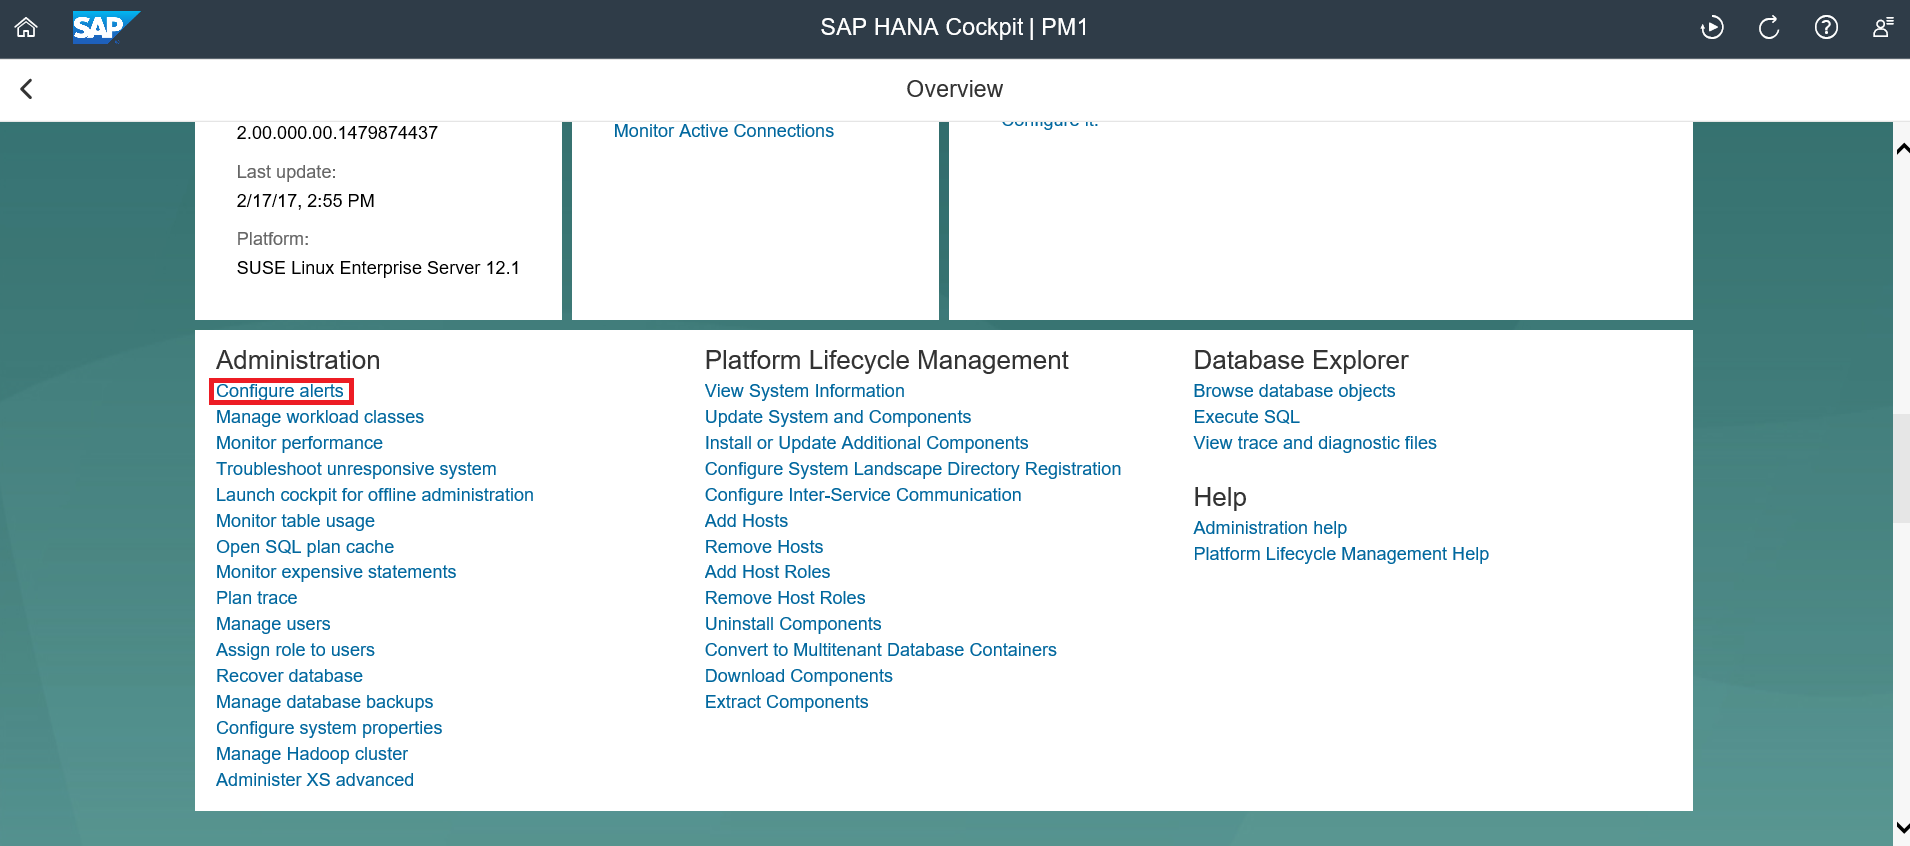 SAP
SAP HANA Cockpit | PM1
Overview
2.00.000.00.1479874437
Last update:
2/17/17, 2:55 PM
Platform:
SUSE Linux Enterprise Server 12.1
Monitor Active Connections
Configure it.
Administration
Configure alerts
Manage workload classes
Monitor performance
Troubleshoot unresponsive system
Launch cockpit for offline administration
Monitor table usage
Open SQL plan cache
Monitor expensive statements
Plan trace
Manage users
Assign role to users
Recover database
Manage database backups
Configure system properties
Manage Hadoop cluster
Administer XS advanced
Platform Lifecycle Management
View System Information
Update System and Components
Install or Update Additional Components
Configure System Landscape Directory Registration
Configure Inter-Service Communication
Add Hosts
Remove Hosts
Add Host Roles
Remove Host Roles
Uninstall Components
Convert to Multitenant Database Containers
Download Components
Extract Components
Database Explorer
Browse database objects
Execute SQL
View trace and diagnostic files
Help
Administration help
Platform Lifecycle Management Help